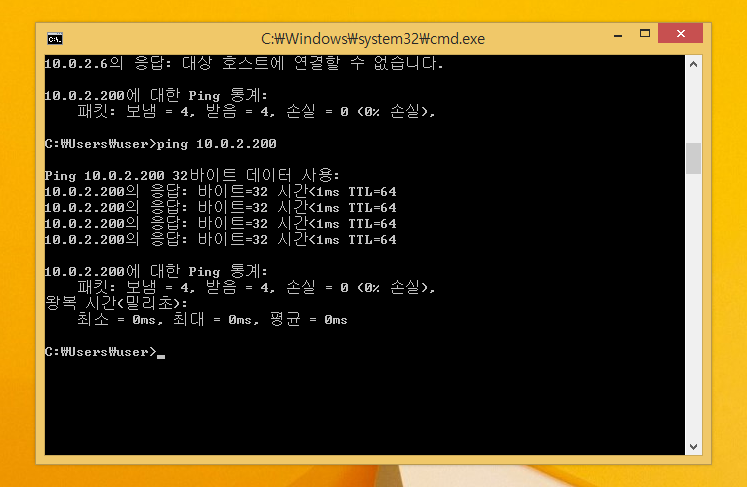 C:₩Windows₩system32₩cmd.exe
10.0.2.6의 응답: 대상 호스트에 연결할 수 없습니다.
10.0.2.200에 대한 Ping 통계:
패킷: 보냄 = 4, 받음 = 4, 손실 = 0 (0% 손실),
C:₩Users₩user>ping 10.0.2.200
Ping 10.0.2.200 32바이트 데이터 사용:
10.0.2.200의 응답: 바이트=32 시간<1ms TTL=64
10.0.2.200의 응답: 바이트=32 시간<1ms TTL=64
10.0.2.200의 응답: 바이트=32 시간<1ms TTL=64
10.0.2.200의 응답: 바이트=32 시간<1ms TTL=64
10.0.2.200에 대한 Ping 통계:
패킷: 보냄 = 4, 받음 = 4, 손실 = 0 (0% 손실),
왕복 시간(밀리초):
최소 = 0ms, 최대 = 0ms, 평균 = 0ms
C:₩Users₩user>